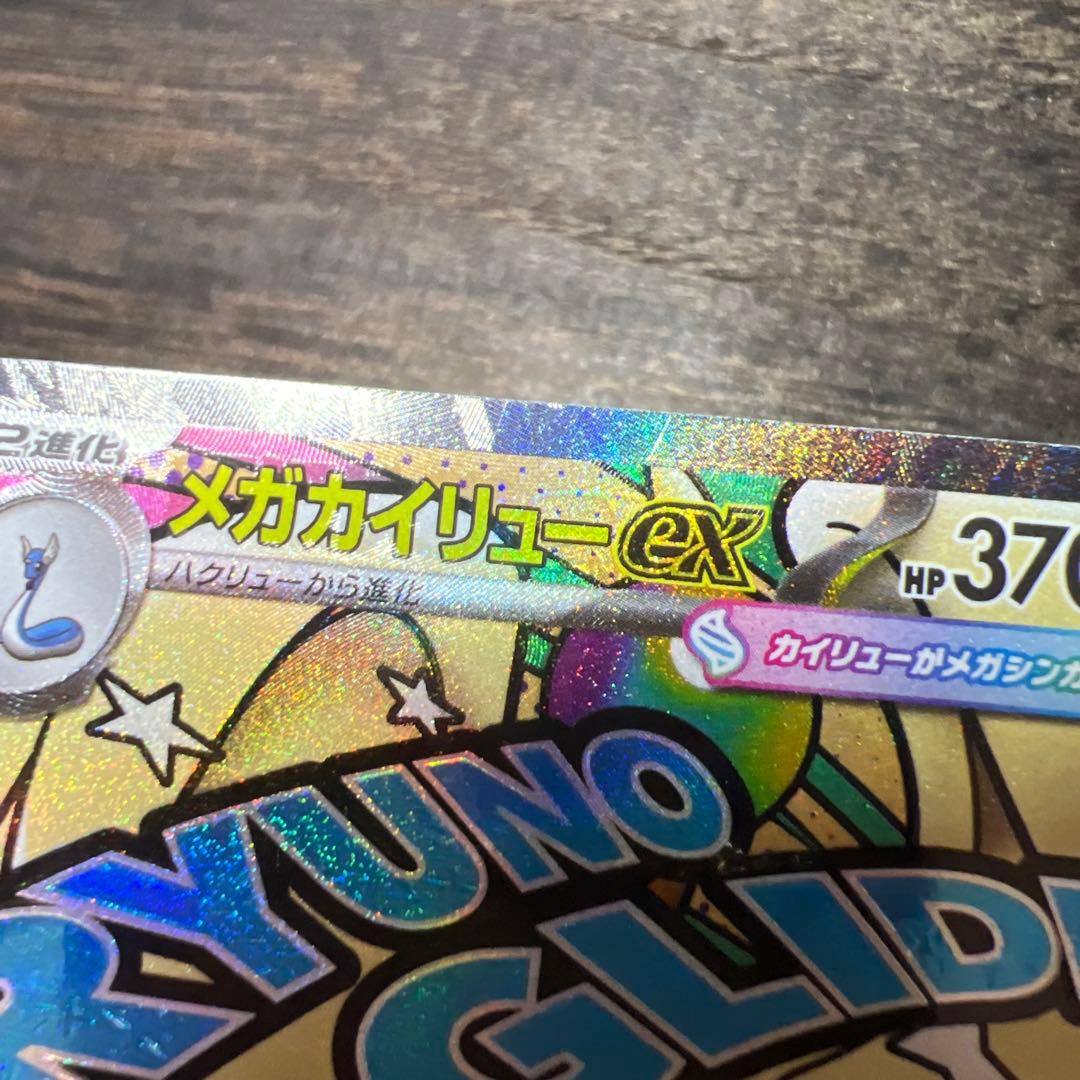 2進化
メガカイリューex
HP 370
ハクリューから進化
カイリューがメガシンカ
RYUNO
GLID